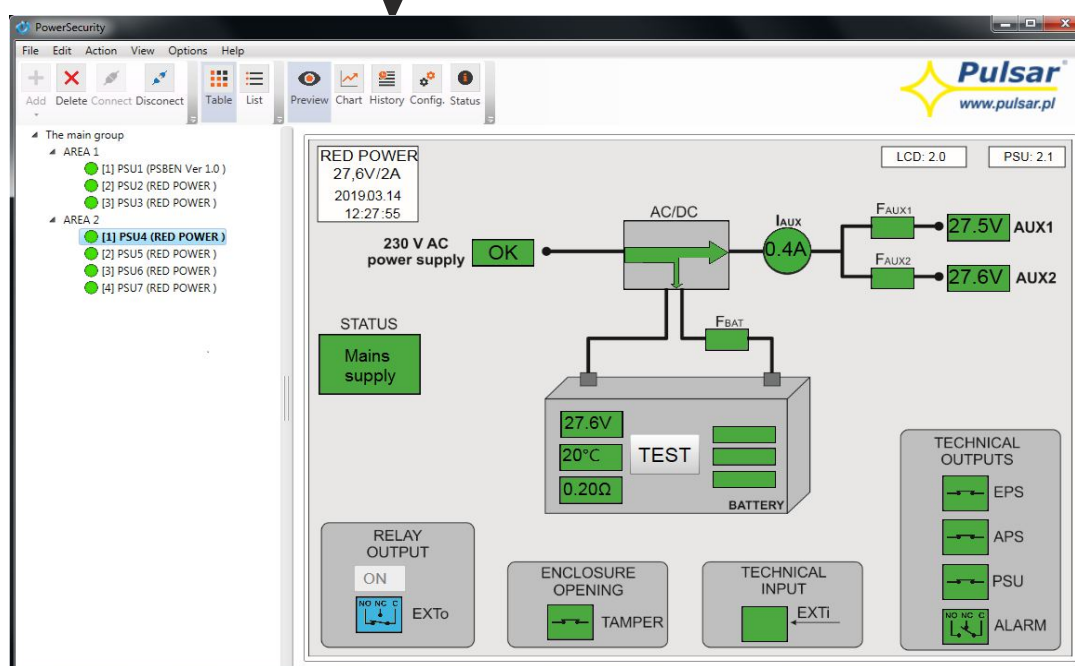 PowerSecurity
File Edit Action View Options Help
Add Delete Connect Disconect Table List Preview Chart History Config. Status
Pulsar
www.pulsar.pl
The main group
AREA 1
[1] PSU1 (PSBEN Ver 1.0 )
[2] PSU2 (RED POWER )
[3] PSU3 (RED POWER )
AREA 2
[1] PSU4 (RED POWER )
[2] PSU5 (RED POWER )
[3] PSU6 (RED POWER )
[4] PSU7 (RED POWER )
RED POWER
27,6V/2A
2019.03.14
12:27:55
LCD: 2.0
PSU: 2.1
230 V AC
power supply
OK
AC/DC
IAUX
0.4A
FAUX1
27.5V AUX1
FAUX2
27.6V AUX2
STATUS
Mains
supply
FBAT
27.6V
20°C
0.20Ω
TEST
BATTERY
RELAY
OUTPUT
ON
NO NC C
EXTo
ENCLOSURE
OPENING
TAMPER
TECHNICAL
INPUT
EXTi
TECHNICAL
OUTPUTS
EPS
APS
PSU
NO NC C
ALARM